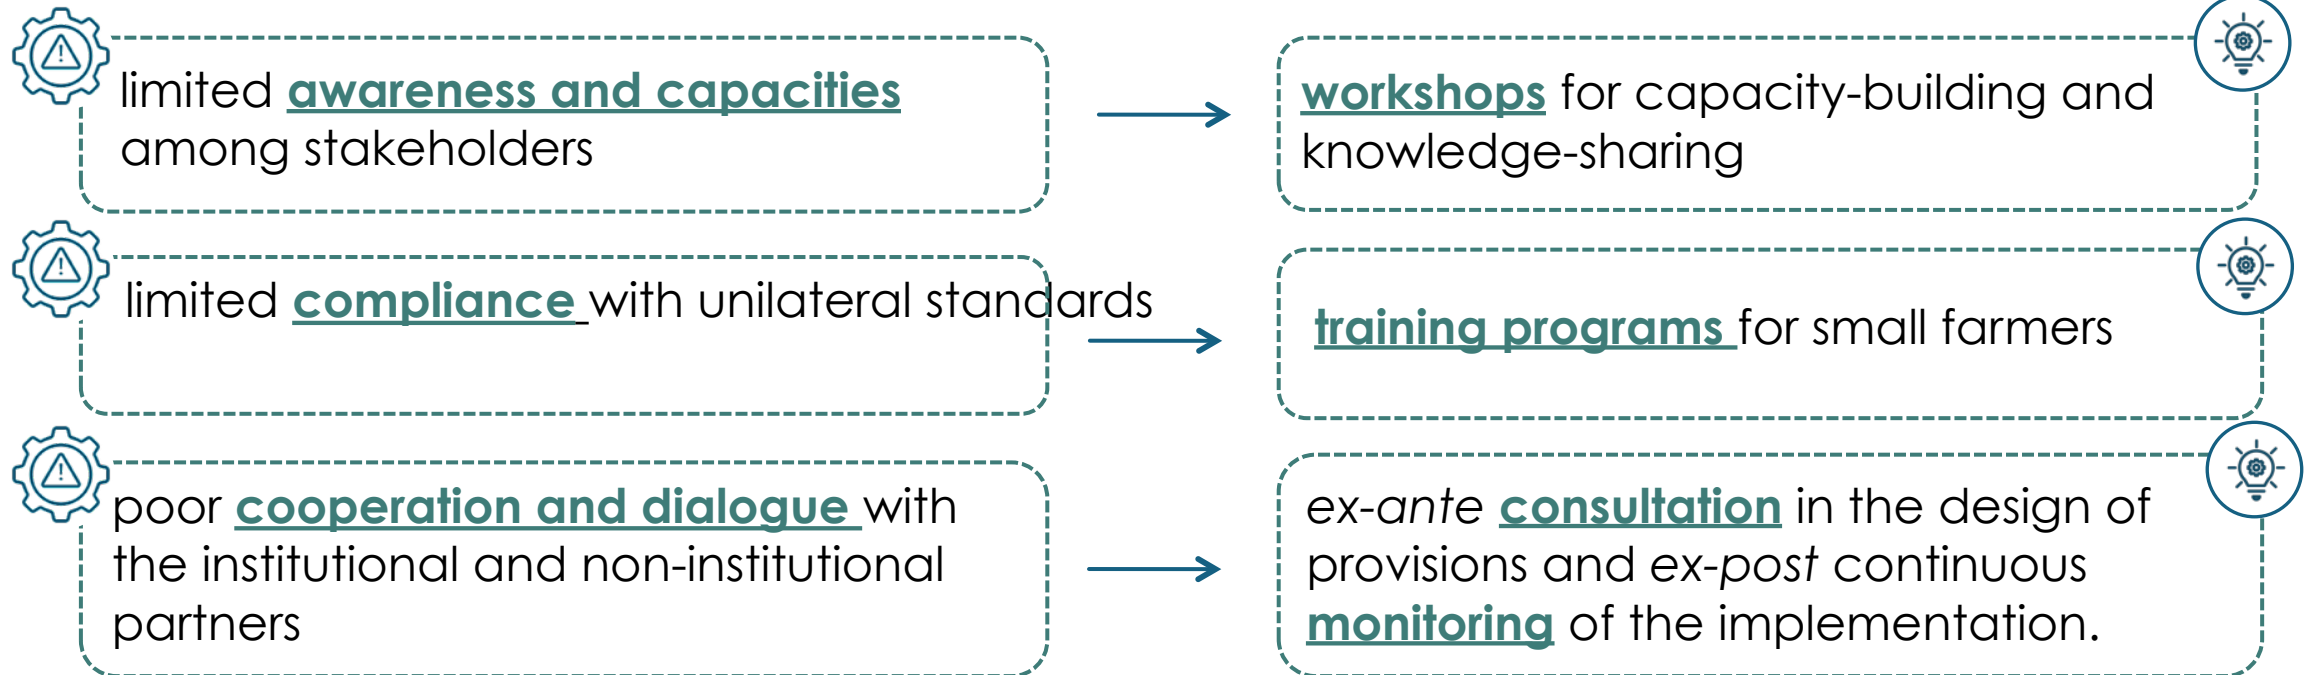 limited awareness and capacities
among stakeholders
workshops for capacity-building and
knowledge-sharing
limited compliance with unilateral standards
training programs for small farmers
poor cooperation and dialogue with
the institutional and non-institutional
partners
ex-ante consultation in the design of
provisions and ex-post continuous
monitoring of the implementation.